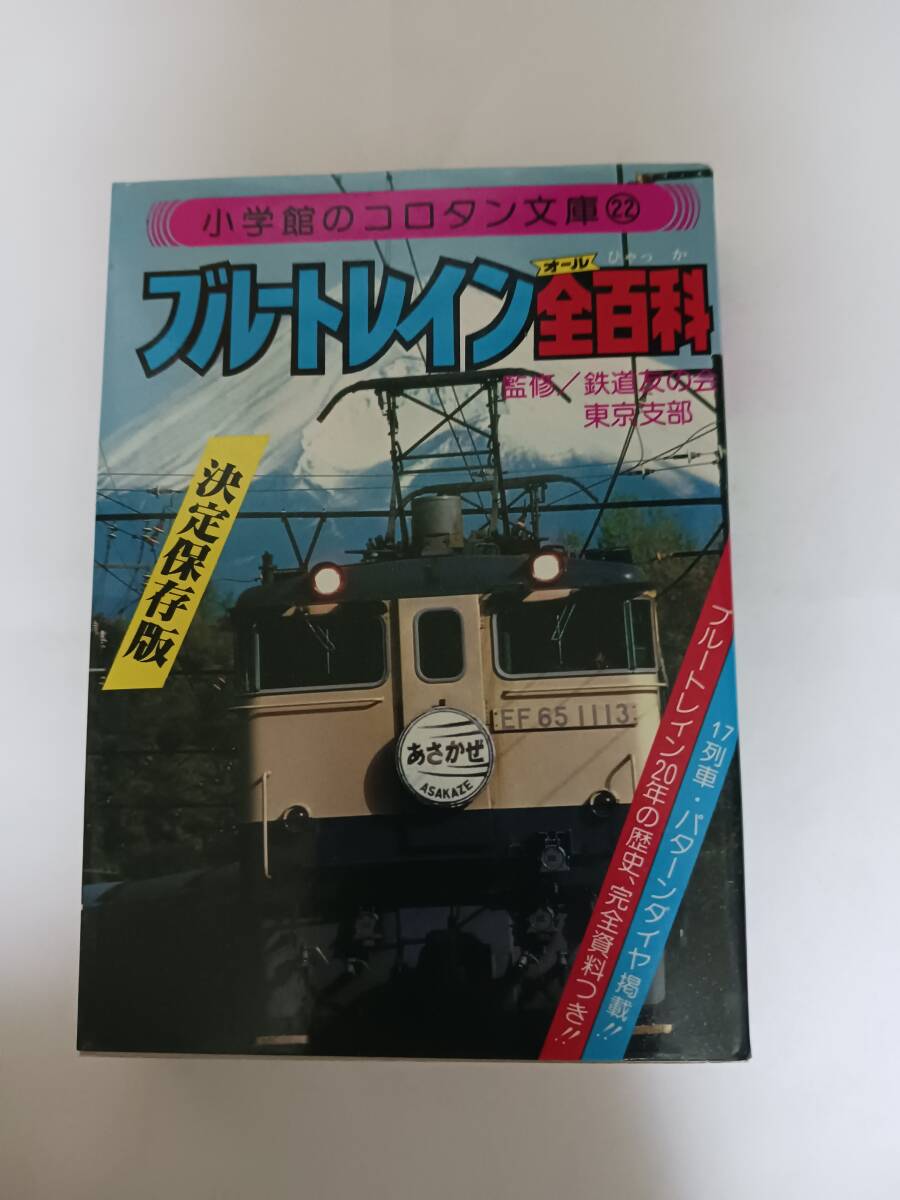 小学館のコロタン文庫㉒
ブルートレイン全百科
オール
ひゃっ か
監修／鉄道友の会
東京支部
決定保存版
EF 65 1113
あさかぜ
ASAKAZE
17列車・パターンダイヤ掲載!!
ブルートレイン20年の歴史、完全資料つき!!